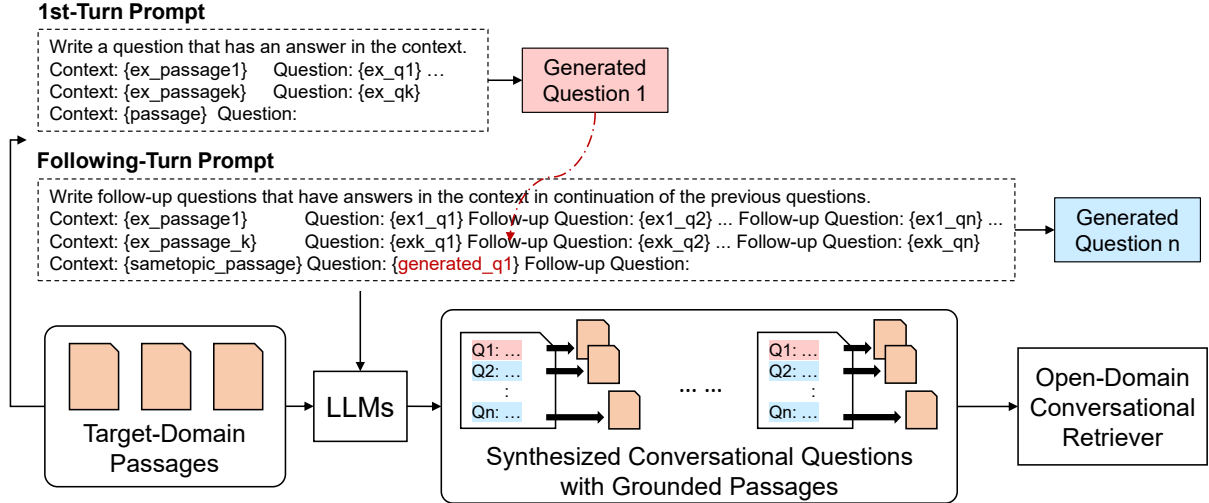 1st-Turn Prompt
Write a question that has an answer in the context.
Context: {ex_passage1} Question: {ex_q1} ...
Context: {ex_passagek} Question: {ex_qk}
Context: {passage} Question:
Generated
Question 1
Following-Turn Prompt
Write follow-up questions that have answers in the context in continuation of the previous questions.
Context: {ex_passage1} Question: {ex1_q1} Follow-up Question: {ex1_q2} ... Follow-up Question: {ex1_qn} ...
Context: {ex_passage_k} Question: {exk_q1} Follow-up Question: {exk_q2} ... Follow-up Question: {exk_qn}
Context: {sametopic_passage} Question: {generated_q1} Follow-up Question:
Generated
Question n
Target-Domain
Passages
LLMs
Q1: ...
Q2: ...
:
Qn: ...
... ...
Q1: ...
Q2: ...
:
Qn: ...
Synthesized Conversational Questions
with Grounded Passages
Open-Domain
Conversational
Retriever